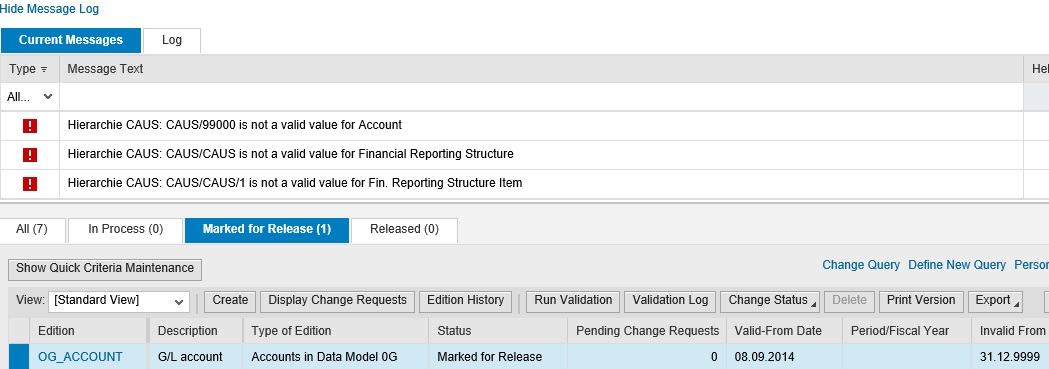 Hide Message Log
Current Messages Log
Type Message Text Hel
All...
Hierarchie CAUS: CAUS/99000 is not a valid value for Account
Hierarchie CAUS: CAUS/CAUS is not a valid value for Financial Reporting Structure
Hierarchie CAUS: CAUS/CAUS/1 is not a valid value for Fin. Reporting Structure Item
All (7) In Process (0) Marked for Release (1) Released (0)
Show Quick Criteria Maintenance Change Query Define New Query Person
View: [Standard View] Create Display Change Requests Edition History Run Validation Validation Log Change Status Delete Print Version Export
Edition Description Type of Edition Status Pending Change Requests Valid-From Date Period/Fiscal Year Invalid From
OG_ACCOUNT G/L account Accounts in Data Model 0G Marked for Release 0 08.09.2014 31.12.9999